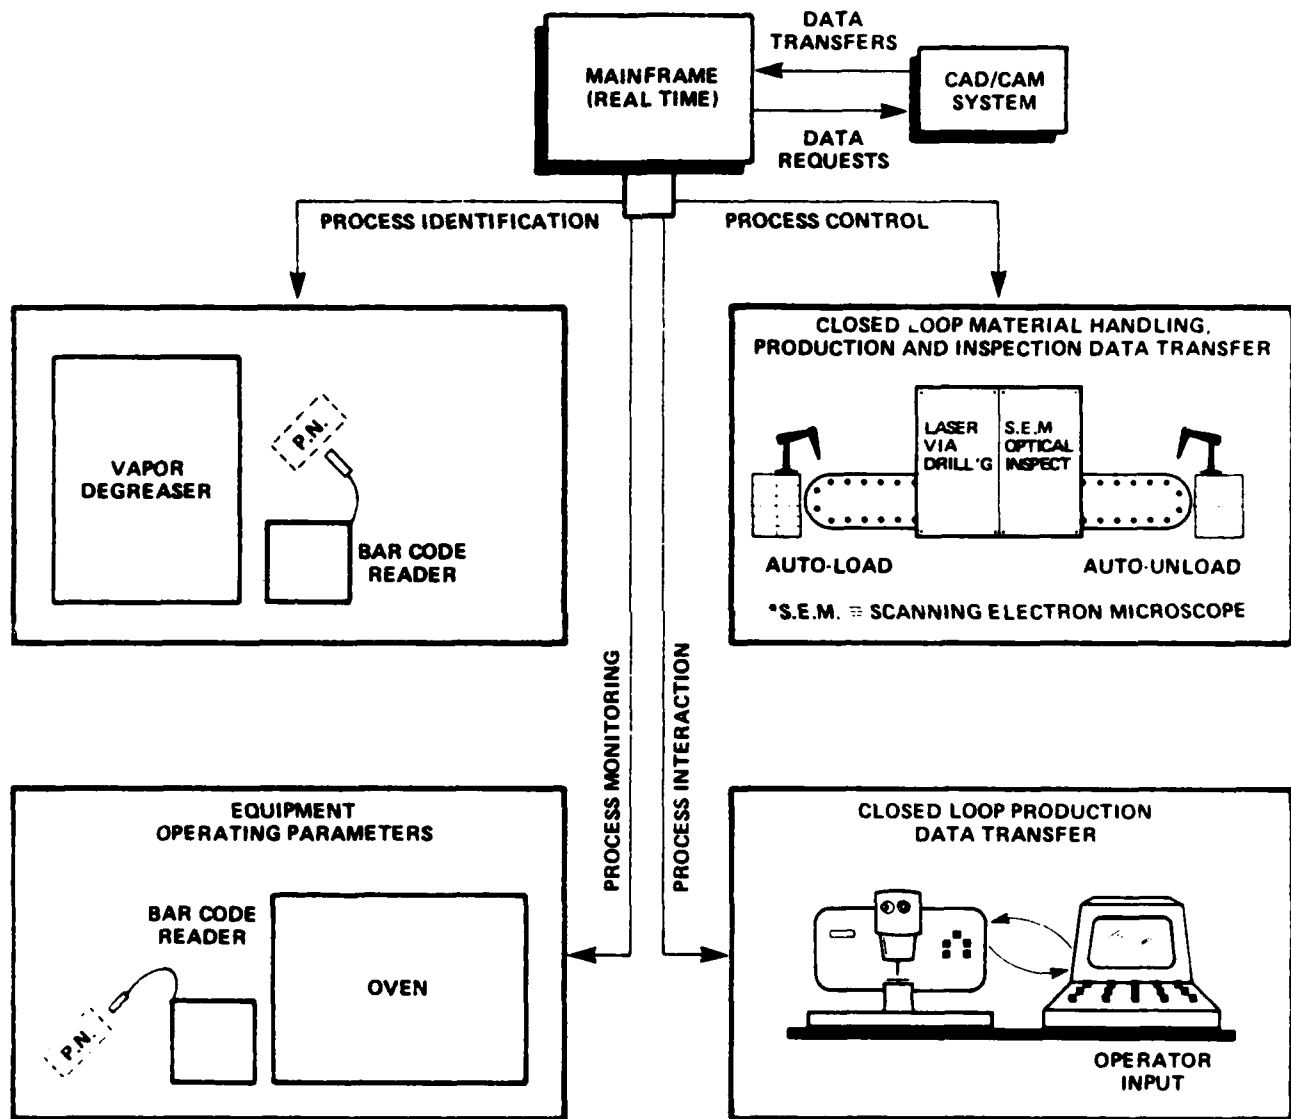 DATA
TRANSFERS
MAINFRAME
(REAL TIME)
CAD/CAM
SYSTEM
DATA
REQUESTS
PROCESS IDENTIFICATION
PROCESS CONTROL
VAPOR
DEGREASER
P.N.
BAR CODE
READER
CLOSED LOOP MATERIAL HANDLING,
PRODUCTION AND INSPECTION DATA TRANSFER
LASER
VIA
DRILL'G
S.E.M
OPTICAL
INSPECT
AUTO-LOAD
AUTO-UNLOAD
*S.E.M. = SCANNING ELECTRON MICROSCOPE
PROCESS MONITORING
PROCESS INTERACTION
EQUIPMENT
OPERATING PARAMETERS
BAR CODE
READER
P.N.
OVEN
CLOSED LOOP PRODUCTION
DATA TRANSFER
OPERATOR
INPUT